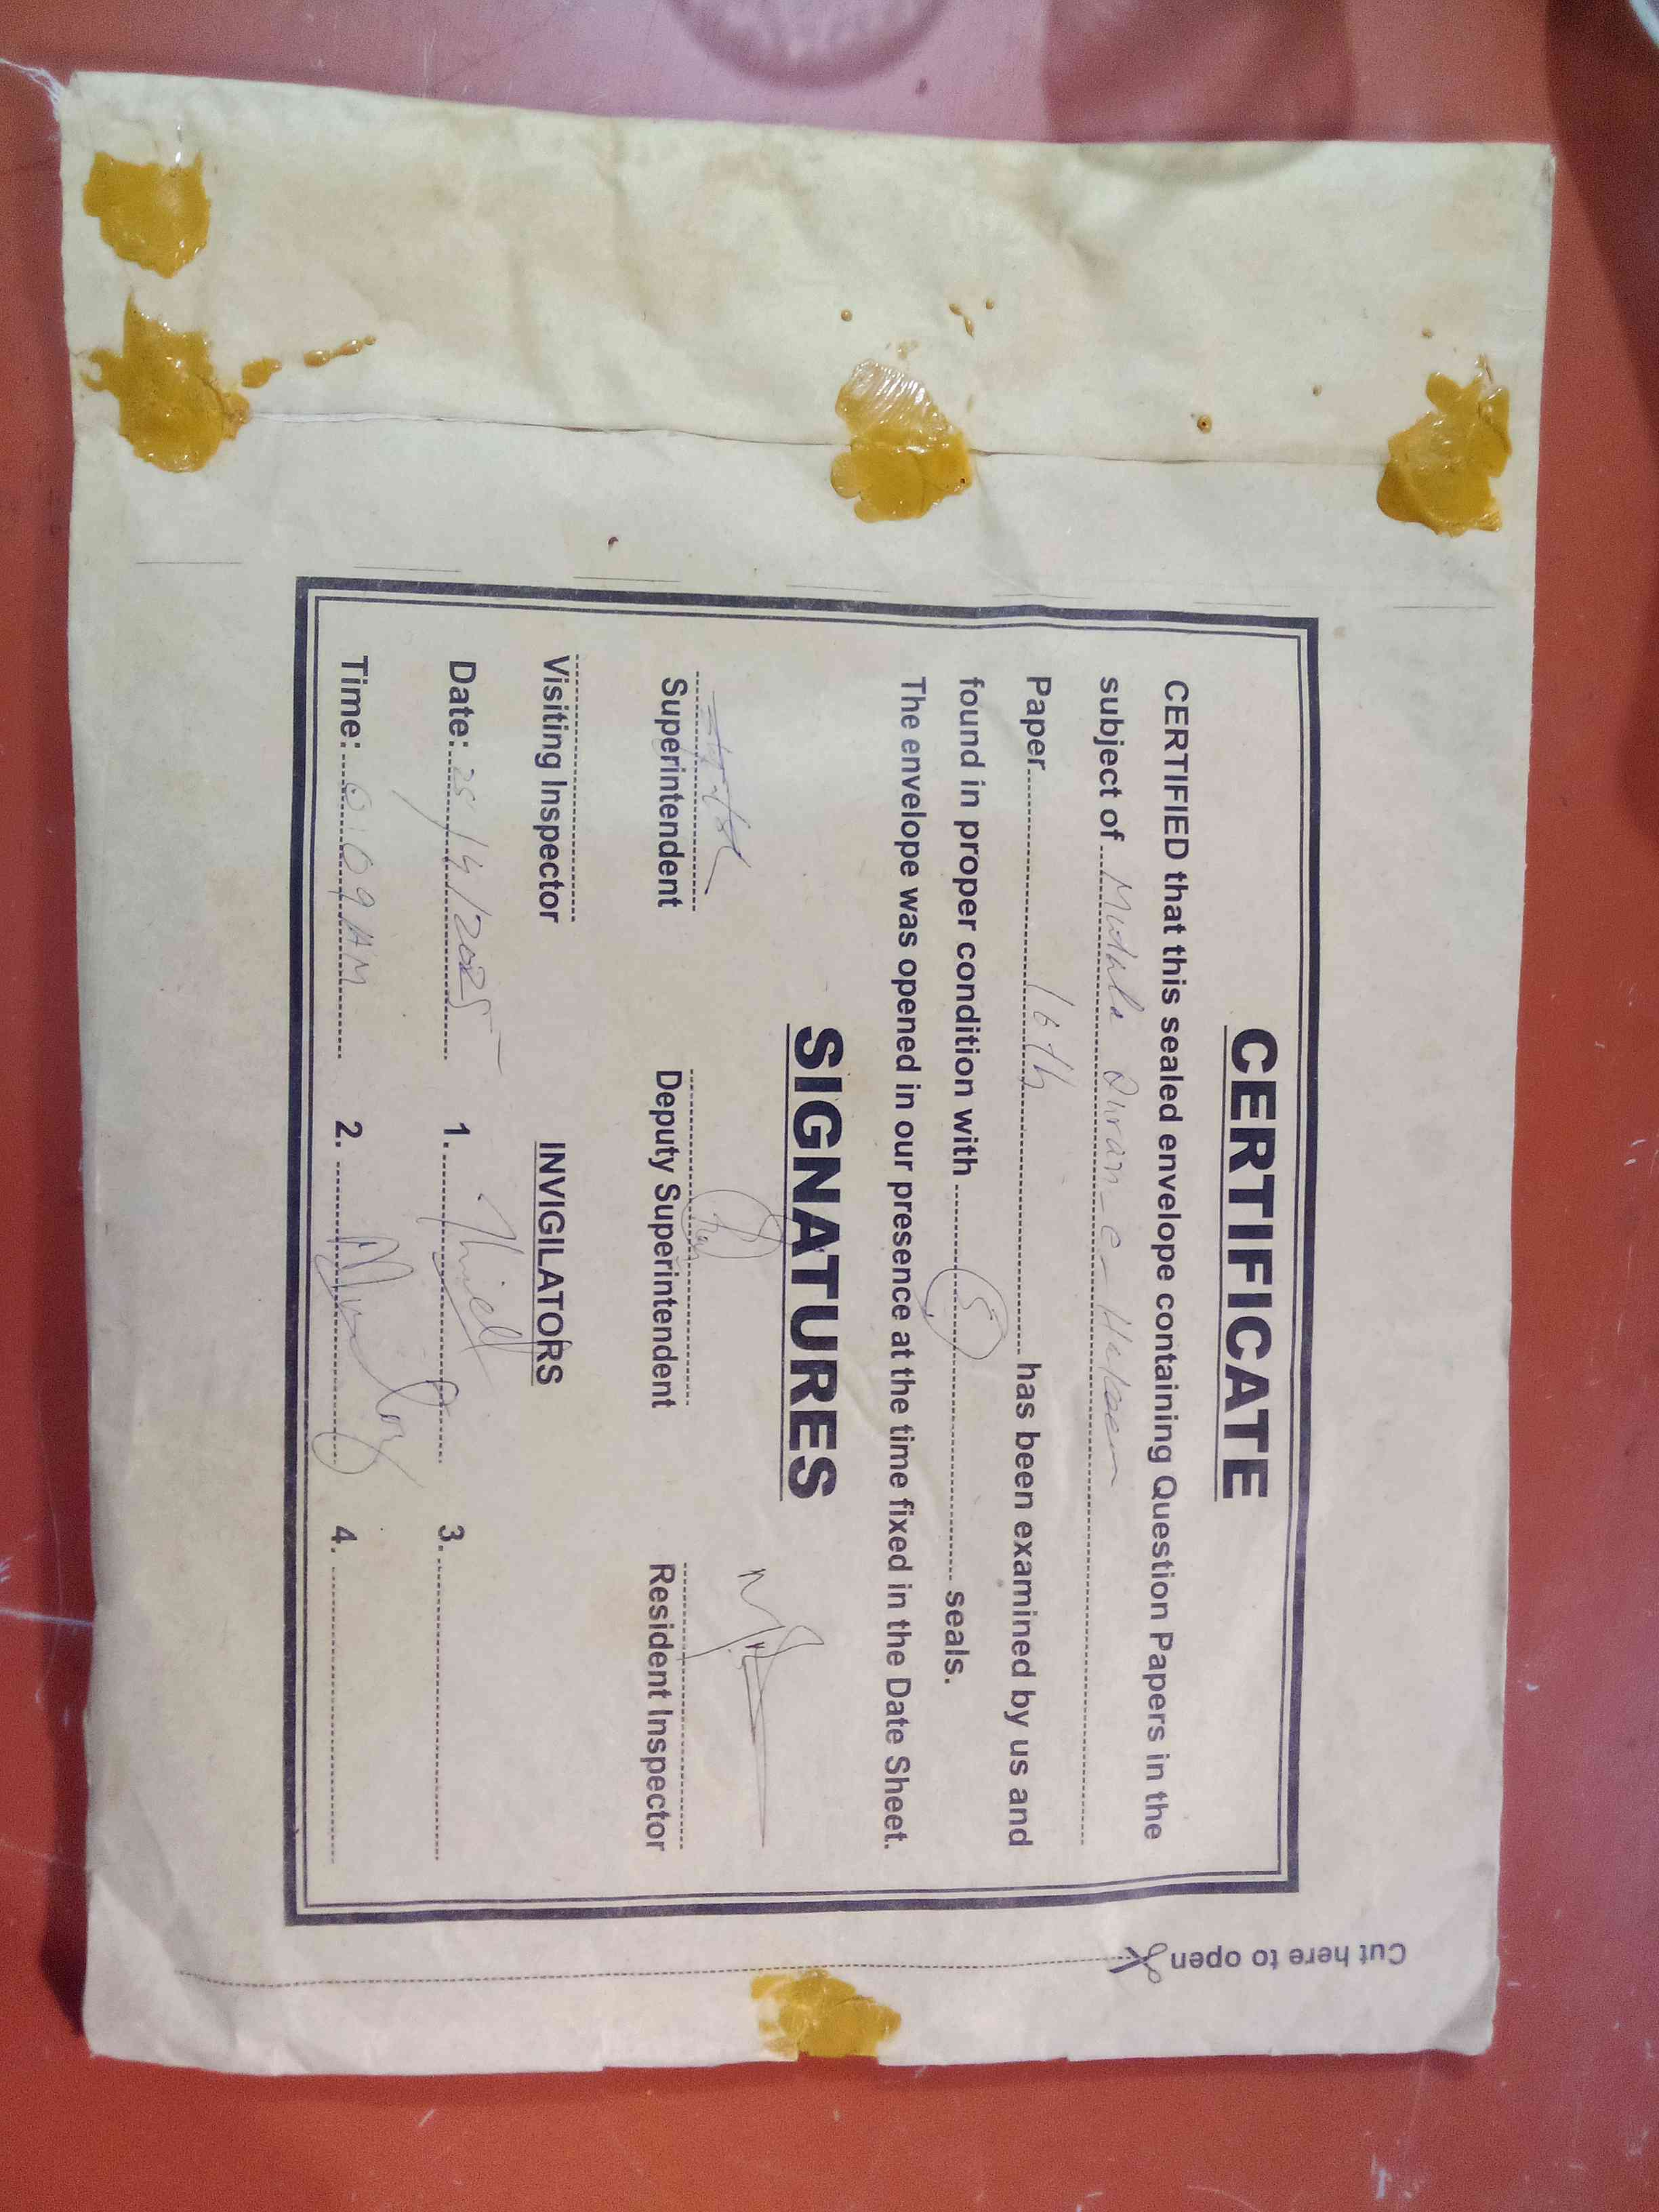 CERTIFICATE
CERTIFIED that this sealed envelope containing Question Papers in the
subject of Mutala Quran-e-Hakeem
Paper 10th has been examined by us and
found in proper condition with 5 seals.
The envelope was opened in our presence at the time fixed in the Date Sheet.
SIGNATURES
Superintendent Deputy Superintendent Resident Inspector
Visiting Inspector INVIGILATORS
Date: 25/4/2025 1. 3.
Time: 09 AM 2. 4.
Cut here to open